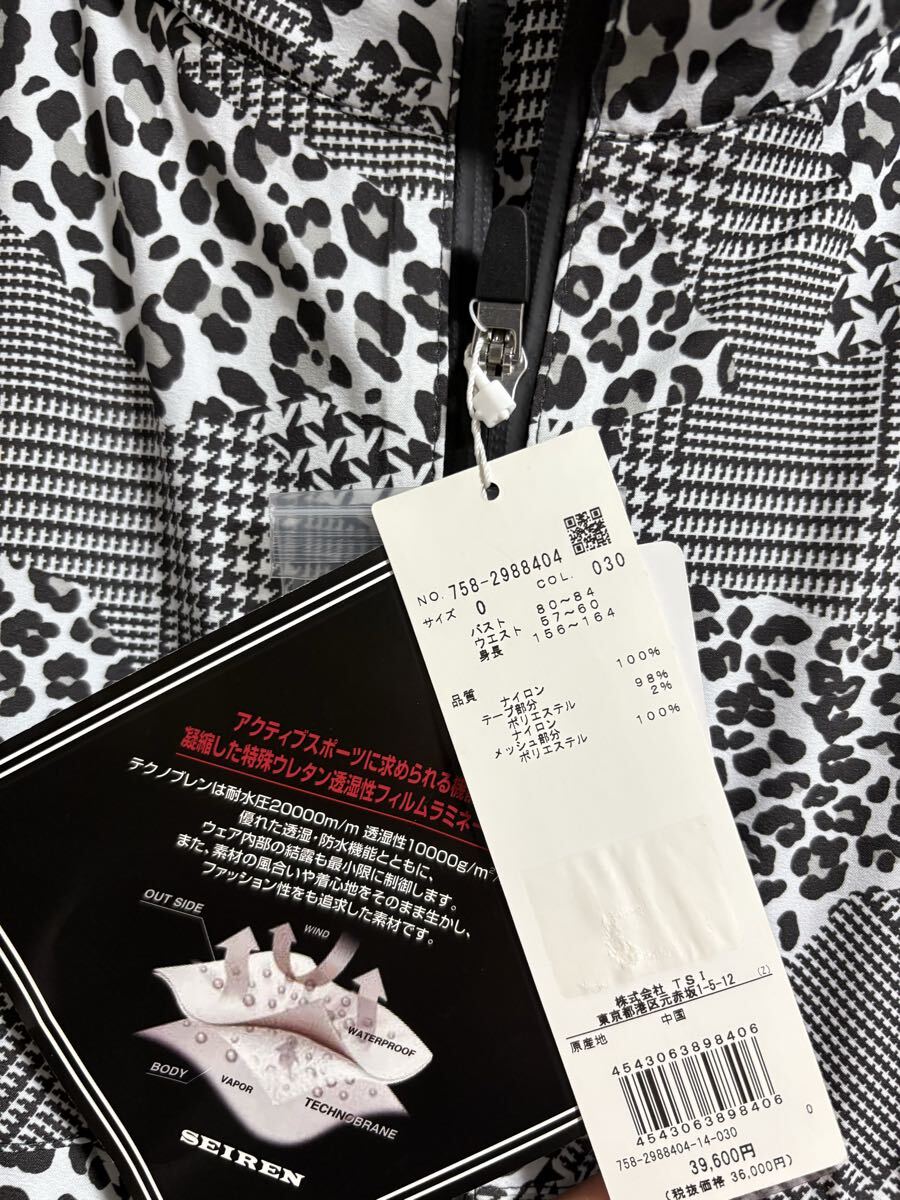 NO. 758-2988404
サイズ 0 COL. 030
バスト 80～84
ウエスト 57～60
身長 156～164
品質 ナイロン 100%
テープ部分
ポリエステル 98%
ナイロン 2%
メッシュ部分
ポリエステル 100%
株式会社 TSI
東京都港区元赤坂1-5-12 (Z)
原産地 中国
4543063898406
4543063898406
758-2988404-14-030 0
39,600円
(税抜価格 36,000円)
アクティブスポーツに求められる
凝縮した特殊ウレタン透湿性フィルムラミネー
テクノブレンは耐水圧20000m/m 透湿性10000g/m²
優れた透湿・防水機能とともに、
ウェア内部の結露も最小限に制御します。
また、素材の風合いや着心地をそのまま生かし、
ファッション性をも追求した素材です。
OUT SIDE
WIND
WATERPROOF
BODY
VAPOR
TECHNOBRANE
SEIREN